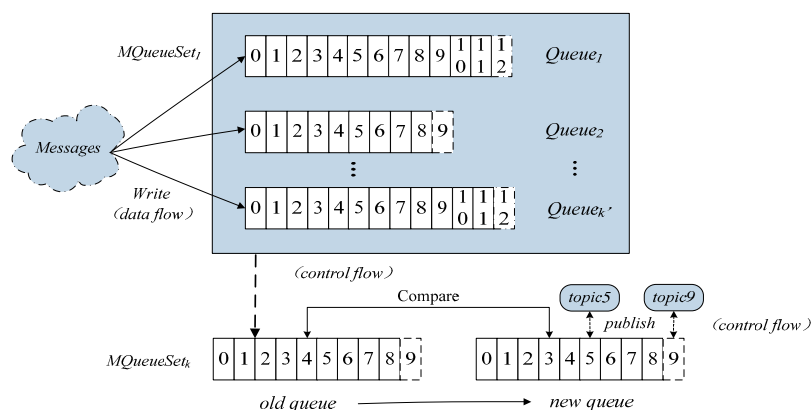 MQueueSet1
0 1 2 3 4 5 6 7 8 9 10 11 12
Queue1
Messages
0 1 2 3 4 5 6 7 8 9
Queue2
Write
(data flow)
0 1 2 3 4 5 6 7 8 9 10 11 12
Queuek'
(control flow)
Compare
topic5
topic9
publish
(control flow)
MQueueSetk
0 1 2 3 4 5 6 7 8 9
0 1 2 3 4 5 6 7 8 9
old queue
new queue